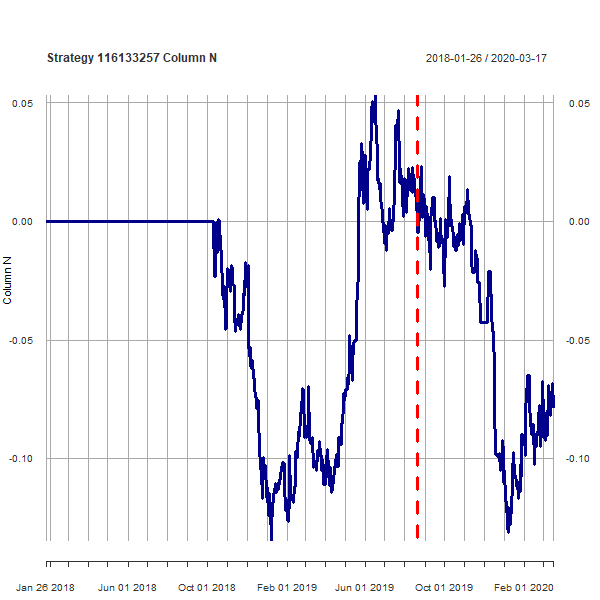 Strategy 116133257 Column N
2018-01-26 / 2020-03-17
0.05
0.05
0.00
0.00
Column N
-0.05
-0.05
-0.10
-0.10
Jan 26 2018
Jun 01 2018
Oct 01 2018
Feb 01 2019
Jun 01 2019
Oct 01 2019
Feb 01 2020